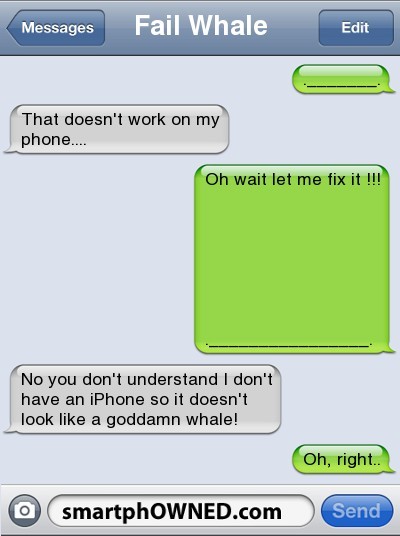 Messages Fail Whale Edit
._______.
That doesn't work on my
phone....
Oh wait let me fix it !!!
.________________.
No you don't understand I don't
have an iPhone so it doesn't
look like a goddamn whale!
Oh, right..
smartphOWNED.com Send